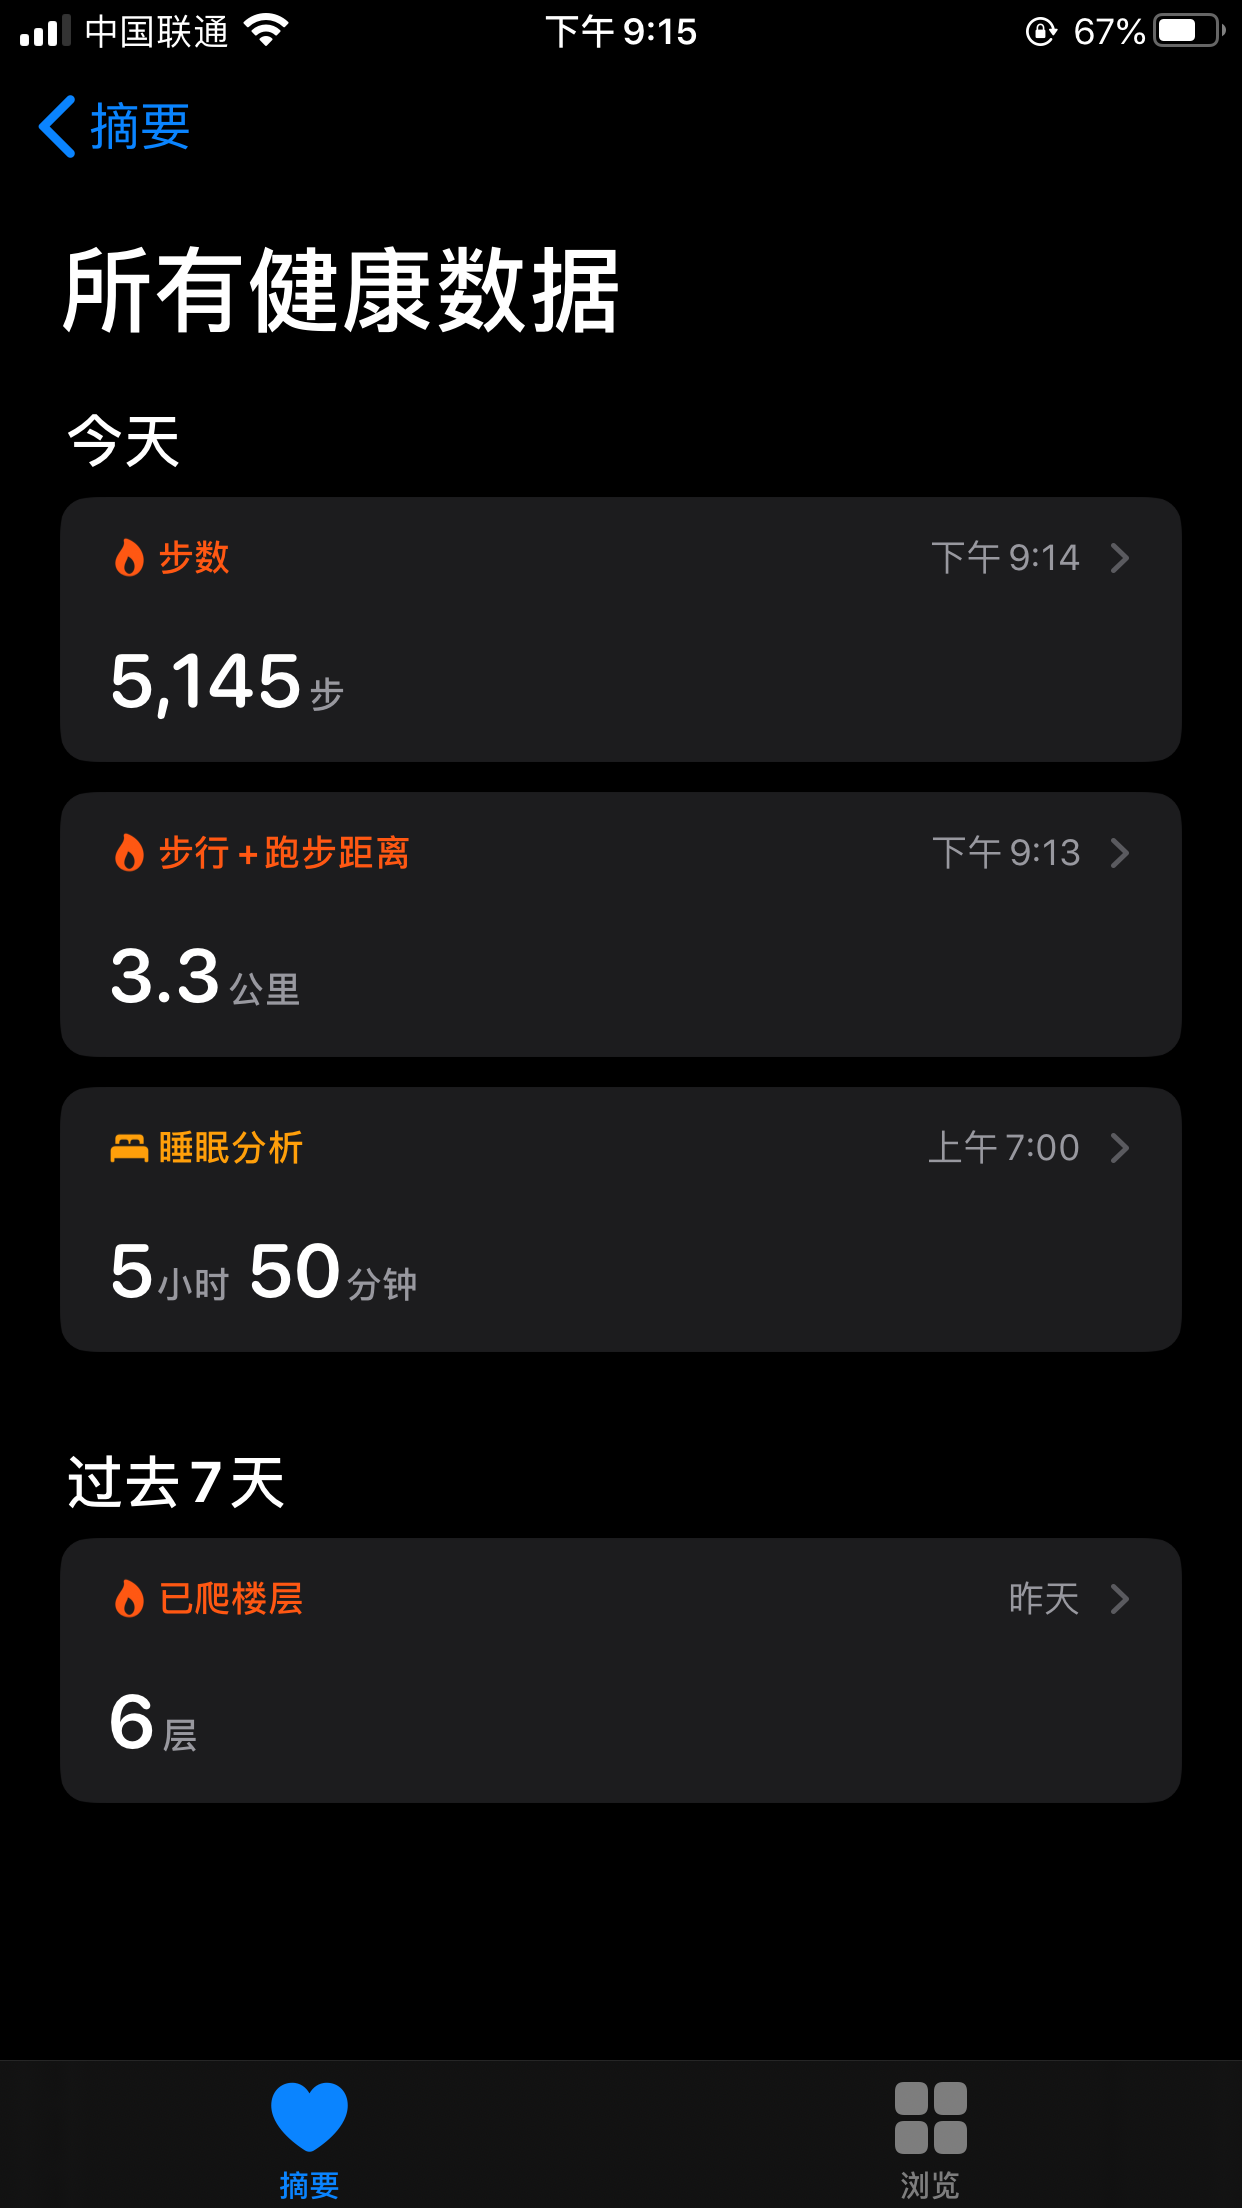 中国联通 下午 9:15 67%
摘要
所有健康数据
今天
步数 下午 9:14
5,145 步
步行 + 跑步距离 下午 9:13
3.3 公里
睡眠分析 上午 7:00
5 小时 50 分钟
过去 7 天
已爬楼层 昨天
6 层
摘要 浏览